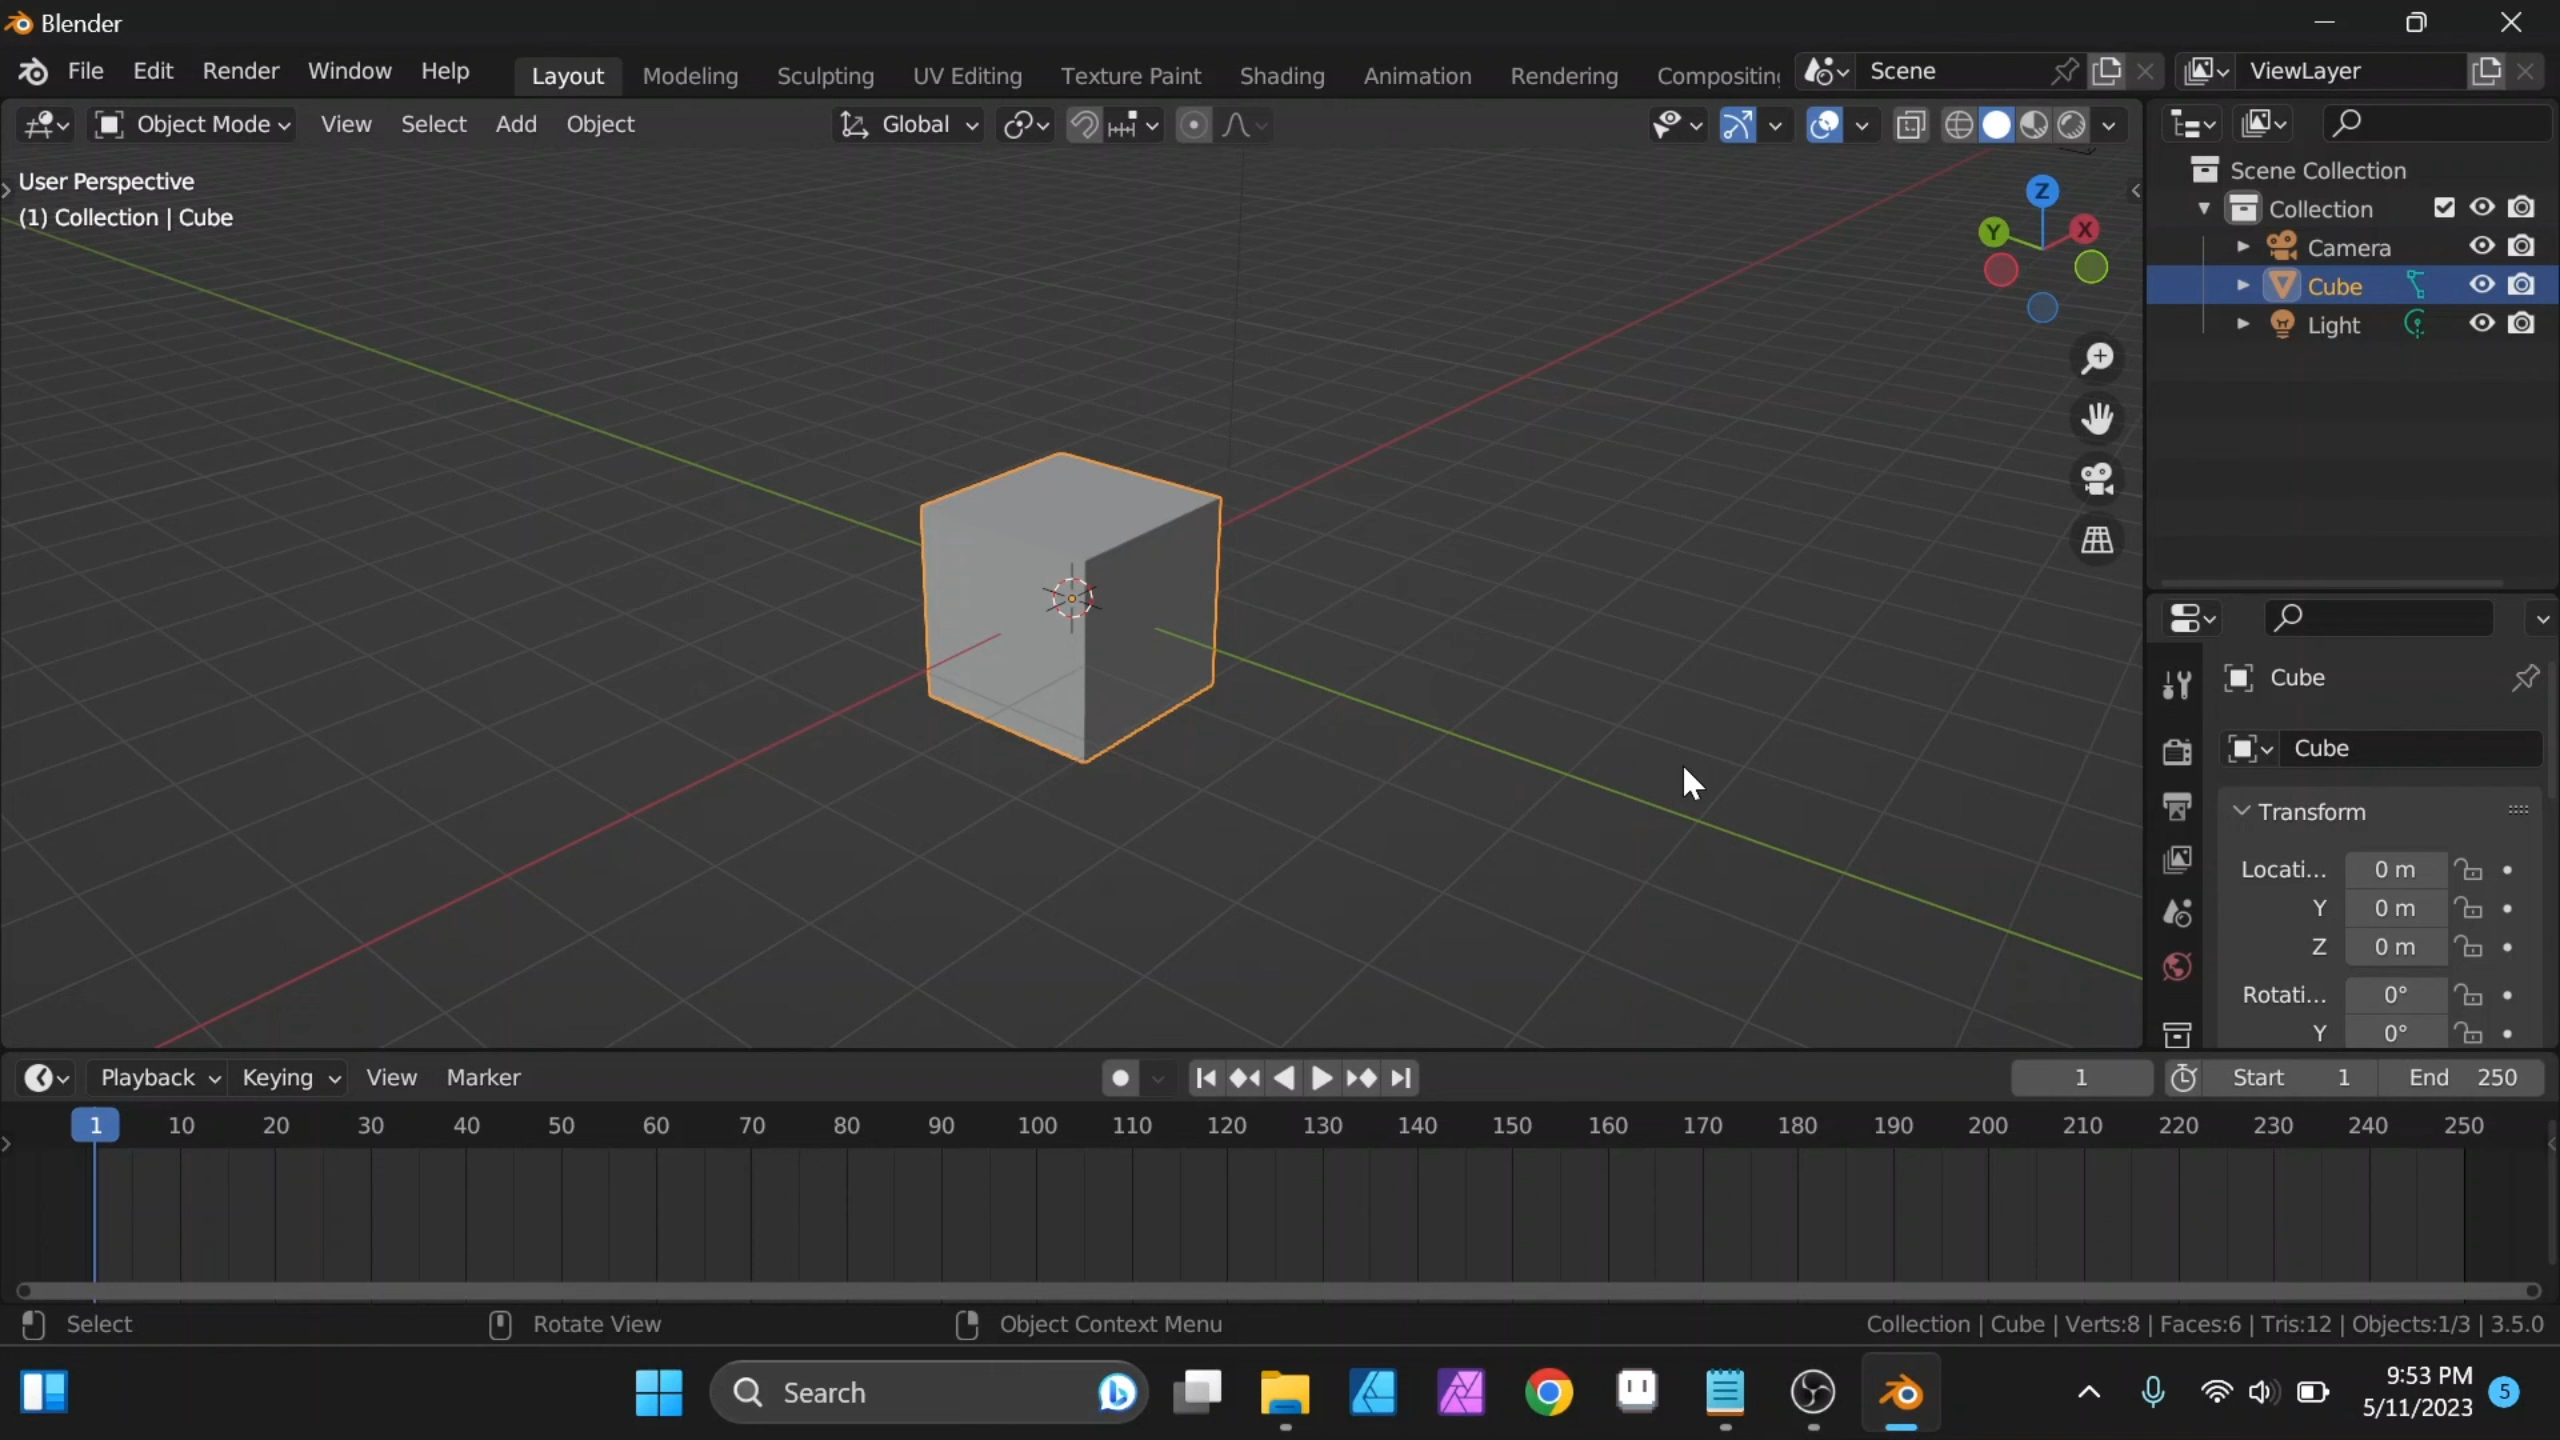 Blender
File Edit Render Window Help Layout Modeling Sculpting UV Editing Texture Paint Shading Animation Rendering Scene ViewLayer
Object Mode View Select Add Object Global
User Perspective
(1) Collection | Cube
Z
Y X
Scene Collection
Collection
Camera
Cube
Light
Cube
Cube
Transform
Locati... 0 m
Y 0 m
Z 0 m
Rotati... 0°
Y 0°
Playback Keying View Marker 1 Start 1 End 250
1 10 20 30 40 50 60 70 80 90 100 110 120 130 140 150 160 170 180 190 200 210 220 230 240 250
Select Rotate View Object Context Menu Collection | Cube | Verts:8 | Faces:6 | Tris:12 | Objects:1/3 | 3.5.0
Search 9:53 PM
5/11/2023 5